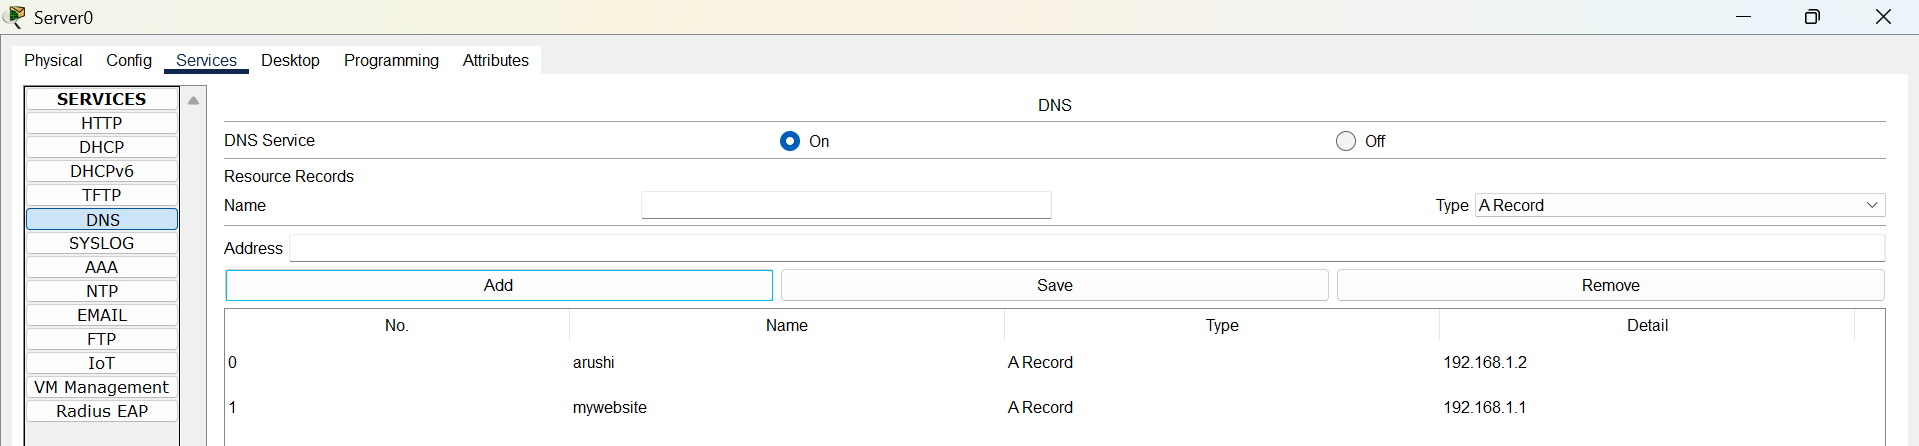 Server0
Physical Config Services Desktop Programming Attributes
SERVICES
HTTP
DHCP
DHCPv6
TFTP
DNS
SYSLOG
AAA
NTP
EMAIL
FTP
IoT
VM Management
Radius EAP
DNS
DNS Service On Off
Resource Records
Name Type A Record
Address
Add Save Remove
No. Name Type Detail
0 arushi A Record 192.168.1.2
1 mywebsite A Record 192.168.1.1